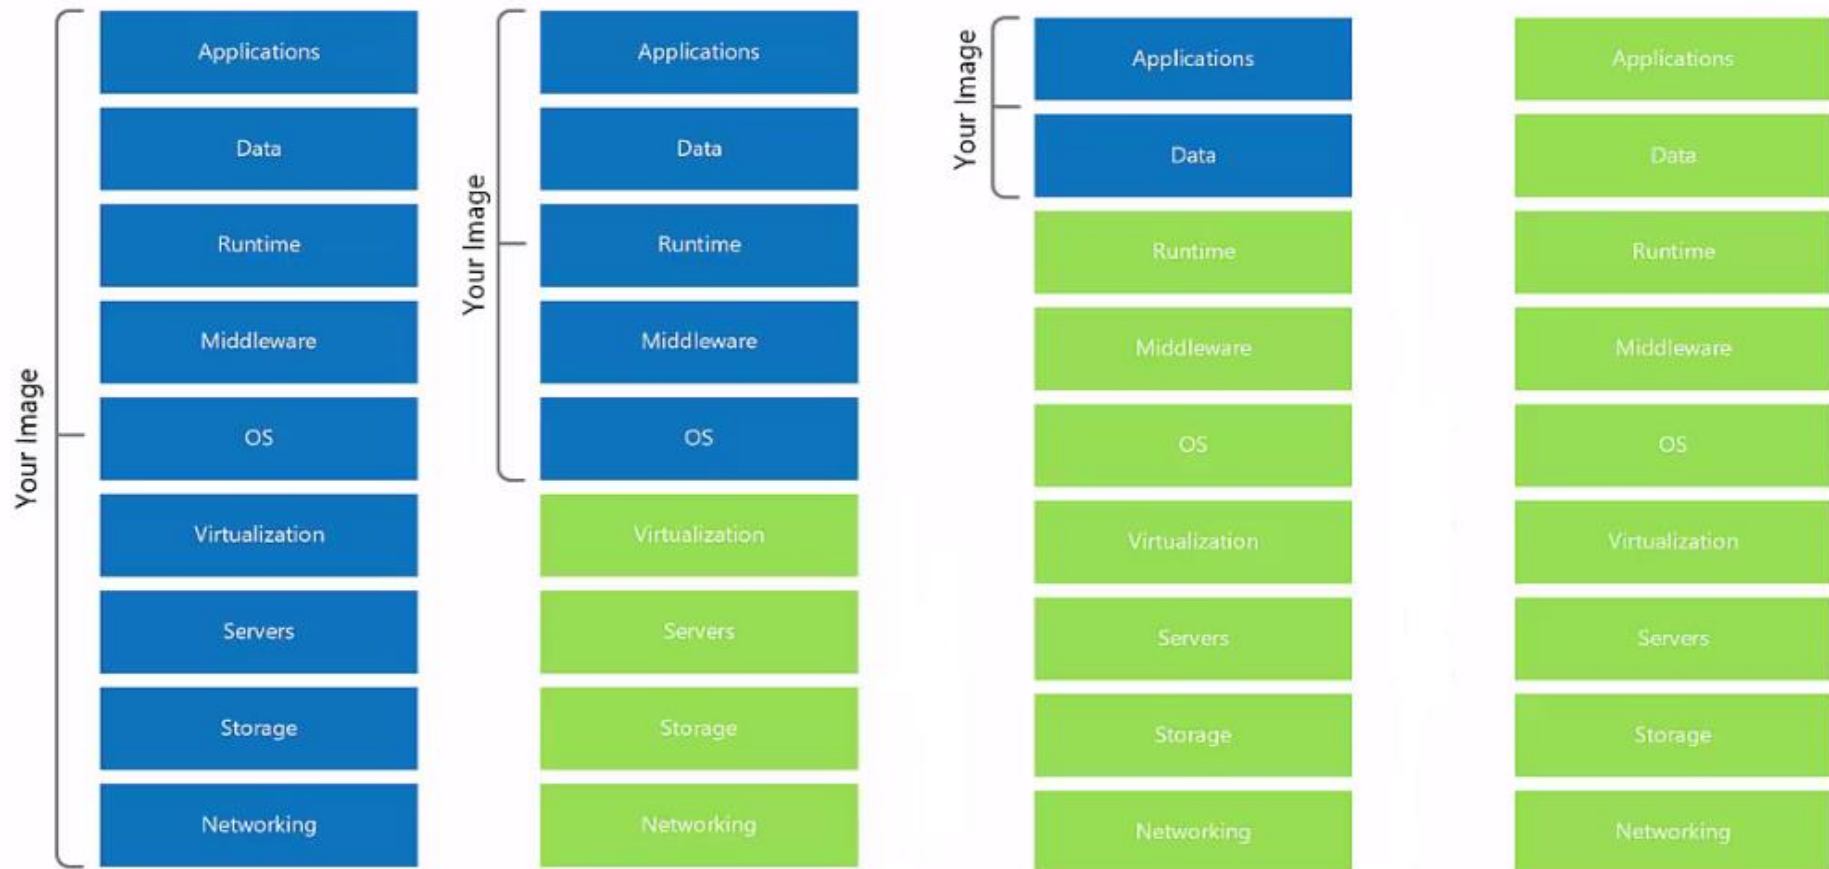 Your Image
Applications
Data
Runtime
Middleware
OS
Virtualization
Servers
Storage
Networking
Your Image
Applications
Data
Runtime
Middleware
OS
Virtualization
Servers
Storage
Networking
Your Image
Applications
Data
Runtime
Middleware
OS
Virtualization
Servers
Storage
Networking
Applications
Data
Runtime
Middleware
OS
Virtualization
Servers
Storage
Networking